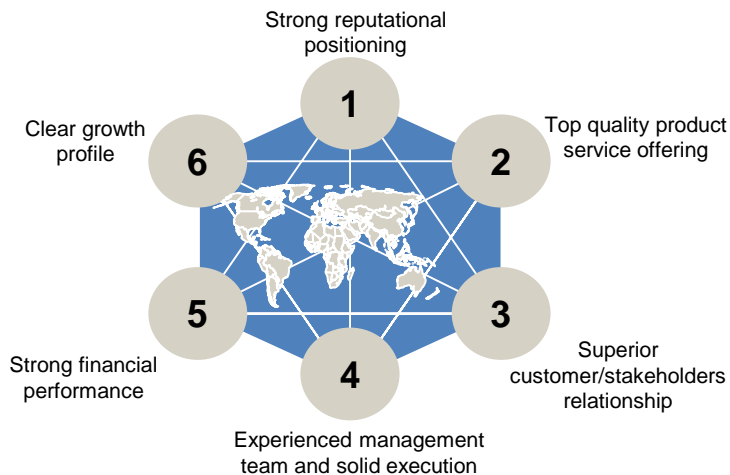 Strong reputational
positioning
1
Clear growth
profile
6
2
Top quality product
service offering
5
3
Strong financial
performance
4
Superior
customer/stakeholders
relationship
Experienced management
team and solid execution